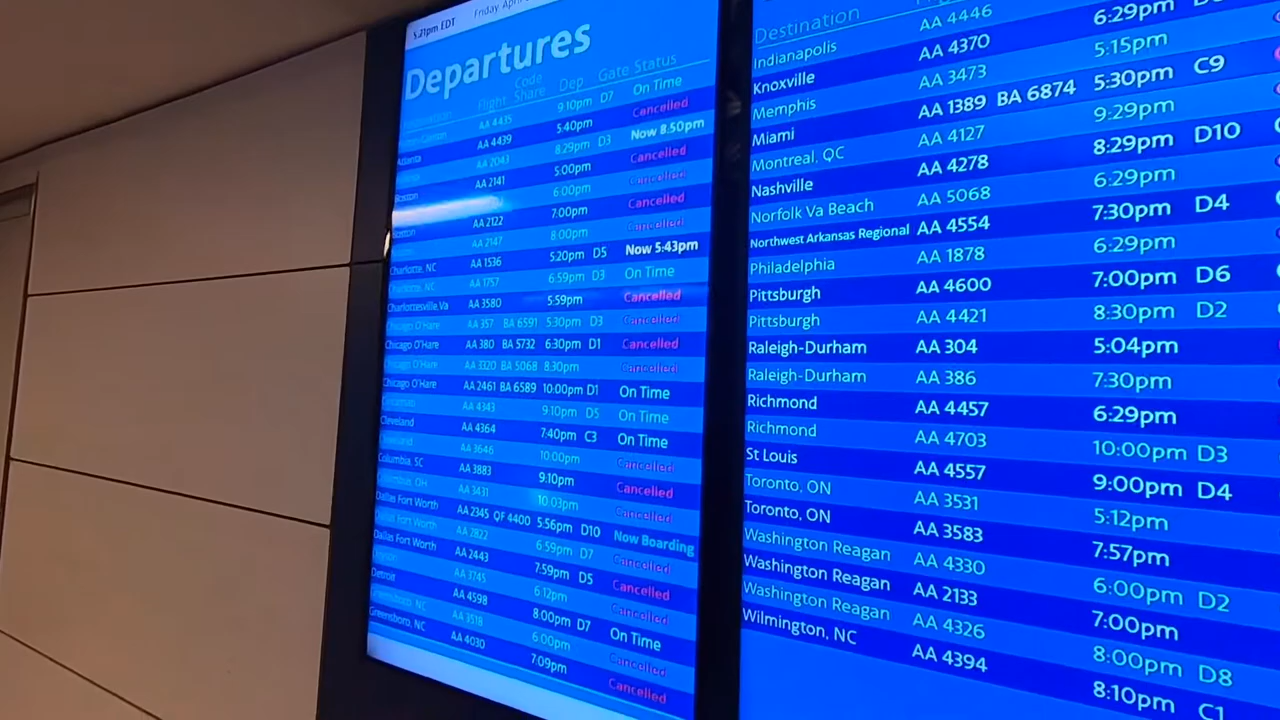 5:21pm EDT Friday April
Departures
Flight Code Share Dep Gate Status
AA 4435 9:10pm D7 On Time
Atlanta AA 4439 5:40pm Cancelled
AA 2043 8:29pm D3 Now 8:50pm
Boston AA 2141 5:00pm Cancelled
6:00pm Cancelled
Boston AA 2122 7:00pm Cancelled
AA 2147 8:00pm Cancelled
Charlotte, NC AA 1536 5:20pm D5 Now 5:43pm
Charlotte, NC AA 1757 6:59pm D3 On Time
Charlottesville, Va AA 3580 5:59pm Cancelled
Chicago O'Hare AA 357 BA 6591 5:30pm D3 Cancelled
Chicago O'Hare AA 380 BA 5732 6:30pm D1 Cancelled
Chicago O'Hare AA 3320 BA 5068 8:30pm Cancelled
Chicago O'Hare AA 2461 BA 6589 10:00pm D1 On Time
Cincinnati AA 4343 9:10pm D5 On Time
Cleveland AA 4364 7:40pm C3 On Time
Cleveland AA 3646 10:00pm Cancelled
Columbia, SC AA 3883 9:10pm Cancelled
Columbus, OH AA 3431 10:03pm Cancelled
Dallas Fort Worth AA 2345 QF 4400 5:56pm D10 Now Boarding
Dallas Fort Worth AA 2822 6:59pm D7 Cancelled
Dallas Fort Worth AA 2443 7:59pm D5 Cancelled
Dayton AA 3745 6:12pm Cancelled
Detroit AA 4598 8:00pm D7 On Time
Greensboro, NC AA 3518 6:00pm Cancelled
Greensboro, NC AA 4030 7:09pm Cancelled
Destination
Indianapolis AA 4446 6:29pm
Knoxville AA 4370 5:15pm
Memphis AA 3473 5:30pm C9
Miami AA 1389 BA 6874 9:29pm
Montreal, QC AA 4127 8:29pm D10
Nashville AA 4278 6:29pm
Norfolk Va Beach AA 5068 7:30pm D4
Northwest Arkansas Regional AA 4554 6:29pm
Philadelphia AA 1878 7:00pm D6
Pittsburgh AA 4600 8:30pm D2
Pittsburgh AA 4421 5:04pm
Raleigh-Durham AA 304 7:30pm
Raleigh-Durham AA 386 6:29pm
Richmond AA 4457 10:00pm D3
Richmond AA 4703 9:00pm D4
St Louis AA 4557 5:12pm
Toronto, ON AA 3531 7:57pm
Toronto, ON AA 3583 6:00pm D2
Washington Reagan AA 4330 7:00pm
Washington Reagan AA 2133 8:00pm D8
Washington Reagan AA 4326 8:10pm C1
Wilmington, NC AA 4394